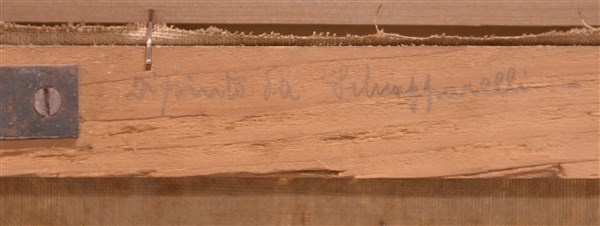 dipinto da Schiapparelli -